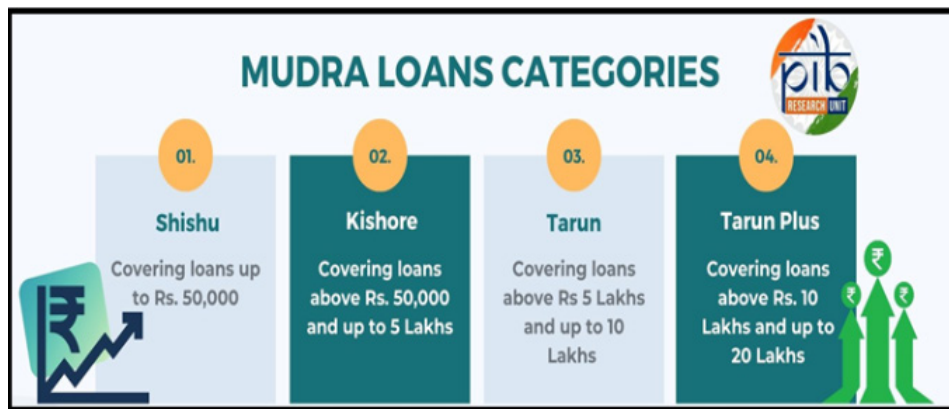 MUDRA LOANS CATEGORIES
pib
RESEARCH UNIT
01.
Shishu
Covering loans up
to Rs. 50,000
02.
Kishore
Covering loans
above Rs. 50,000
and up to 5 Lakhs
03.
Tarun
Covering loans
above Rs 5 Lakhs
and up to 10
Lakhs
04.
Tarun Plus
Covering loans
above Rs. 10
Lakhs and up to
20 Lakhs
₹
₹
₹
₹